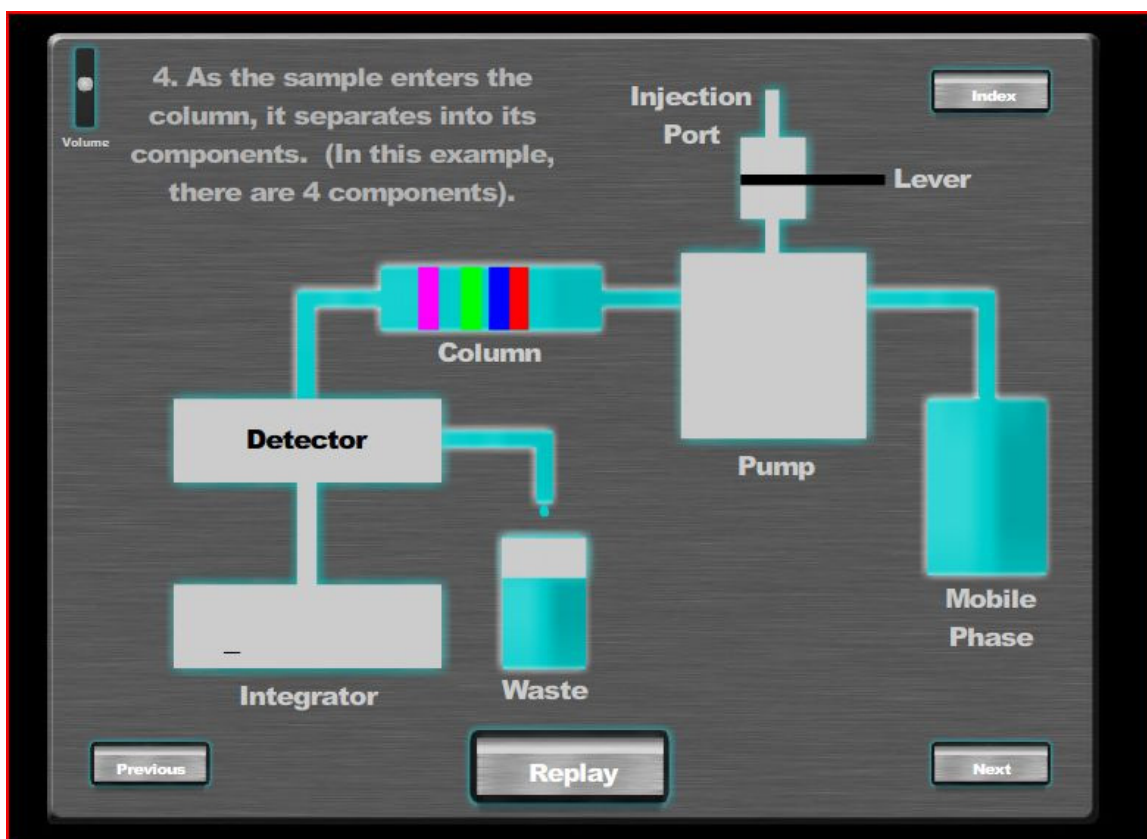 4. As the sample enters the
column, it separates into its
components.  (In this example,
there are 4 components).
Volume
Injection
Port
Index
Lever
Column
Detector
Pump
Mobile
Phase
_
Integrator
Waste
Previous
Replay
Next